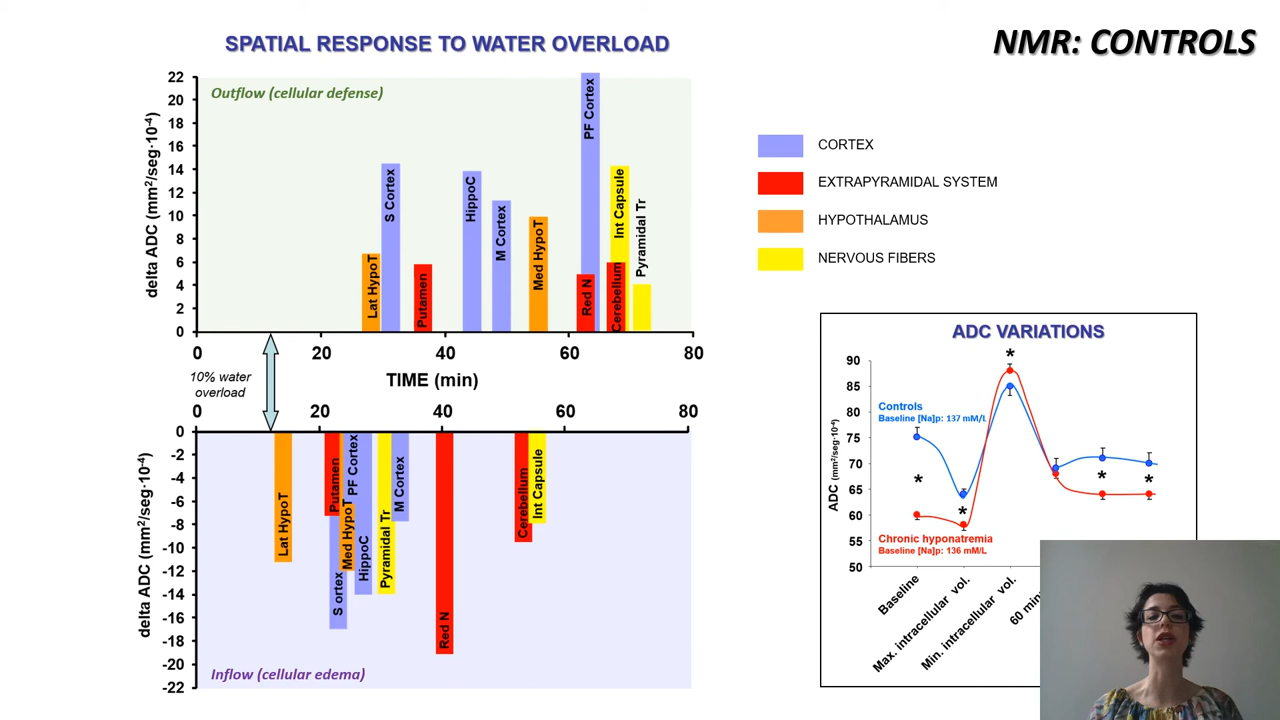 SPATIAL RESPONSE TO WATER OVERLOAD
NMR: CONTROLS
Outflow (cellular defense)
delta ADC (mm²/seg·10⁻⁴)
22
20
18
16
14
12
10
8
6
4
2
0
Lat HypoT
S Cortex
Putamen
HippoC
M Cortex
Med HypoT
Red N
PF Cortex
Cerebellum
Int Capsule
Pyramidal Tr
0 20 40 60 80
TIME (min)
10% water
overload
0 20 40 60 80
delta ADC (mm²/seg·10⁻⁴)
0
-2
-4
-6
-8
-10
-12
-14
-16
-18
-20
-22
Lat HypoT
Putamen
S ortex
Med HypoT
PF Cortex
HippoC
Pyramidal Tr
M Cortex
Red N
Cerebellum
Int Capsule
Inflow (cellular edema)
CORTEX
EXTRAPYRAMIDAL SYSTEM
HYPOTHALAMUS
NERVOUS FIBERS
ADC VARIATIONS
ADC (mm²/seg·10⁻⁴)
90
85
80
75
70
65
60
55
50
Controls
Baseline [Na]p: 137 mM/L
*
*
*
*
*
Chronic hyponatremia
Baseline [Na]p: 136 mM/L
Baseline
Max. intracellular vol.
Min. intracellular vol.
60 min